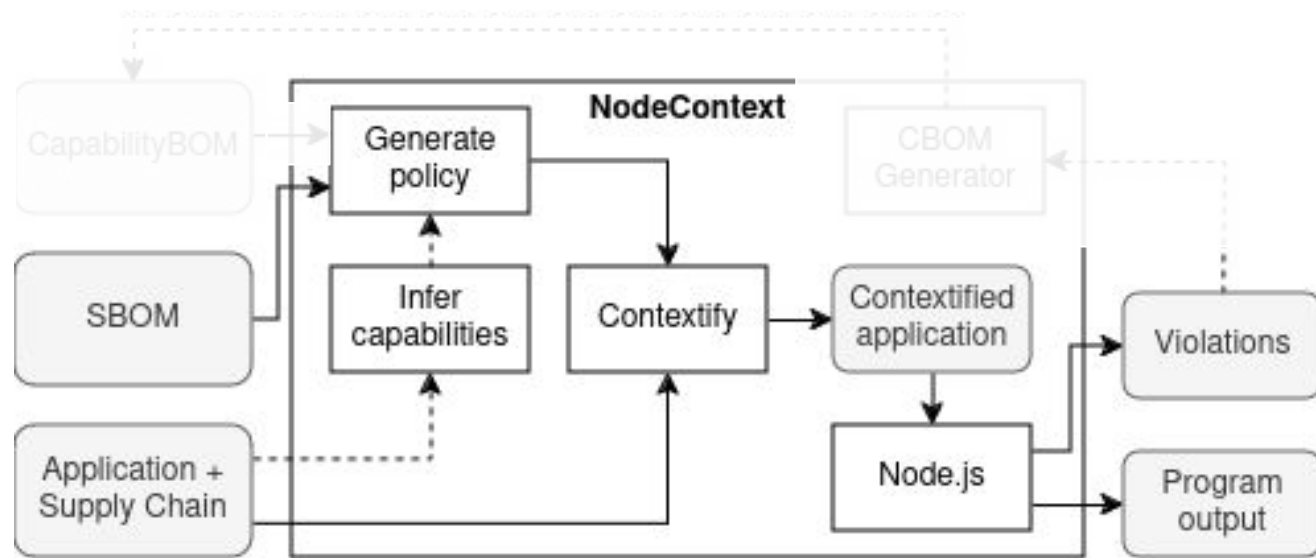 NodeContext
CapabilityBOM
Generate
policy
CBOM
Generator
SBOM
Infer
capabilities
Contextify
Contextified
application
Violations
Application +
Supply Chain
Node.js
Program
output